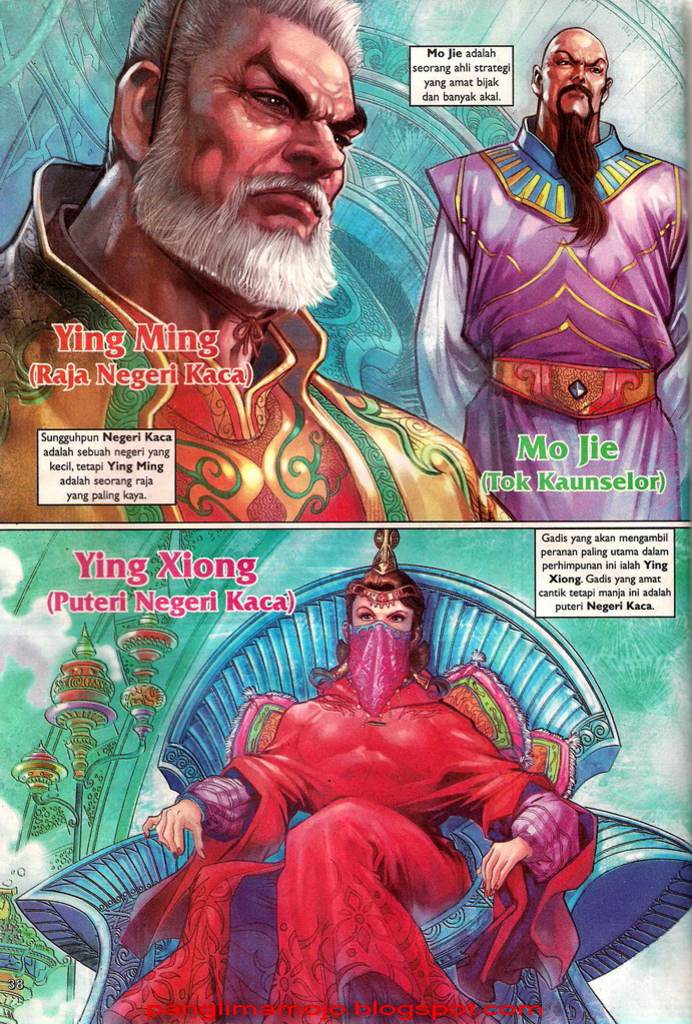 Mo Jie adalah
seorang ahli strategi
yang amat bijak
dan banyak akal.
Ying Ming
(Raja Negeri Kaca)
Sungguhpun Negeri Kaca
adalah sebuah negeri yang
kecil, tetapi Ying Ming
adalah seorang raja
yang paling kaya.
Mo Jie
(Tok Kaunselor)
Ying Xiong
(Puteri Negeri Kaca)
Gadis yang akan mengambil
peranan paling utama dalam
perhimpunan ini ialah Ying
Xiong. Gadis yang amat
cantik tetapi manja ini adalah
puteri Negeri Kaca.
38
panglimamojo.blogspot.com